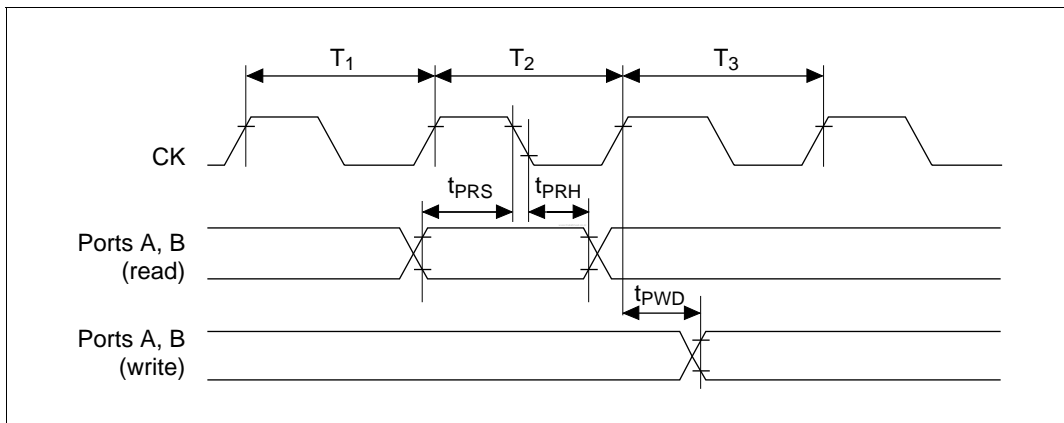 T1 T2 T3
CK
tPRS tPRH
Ports A, B
(read)
tPWD
Ports A, B
(write)